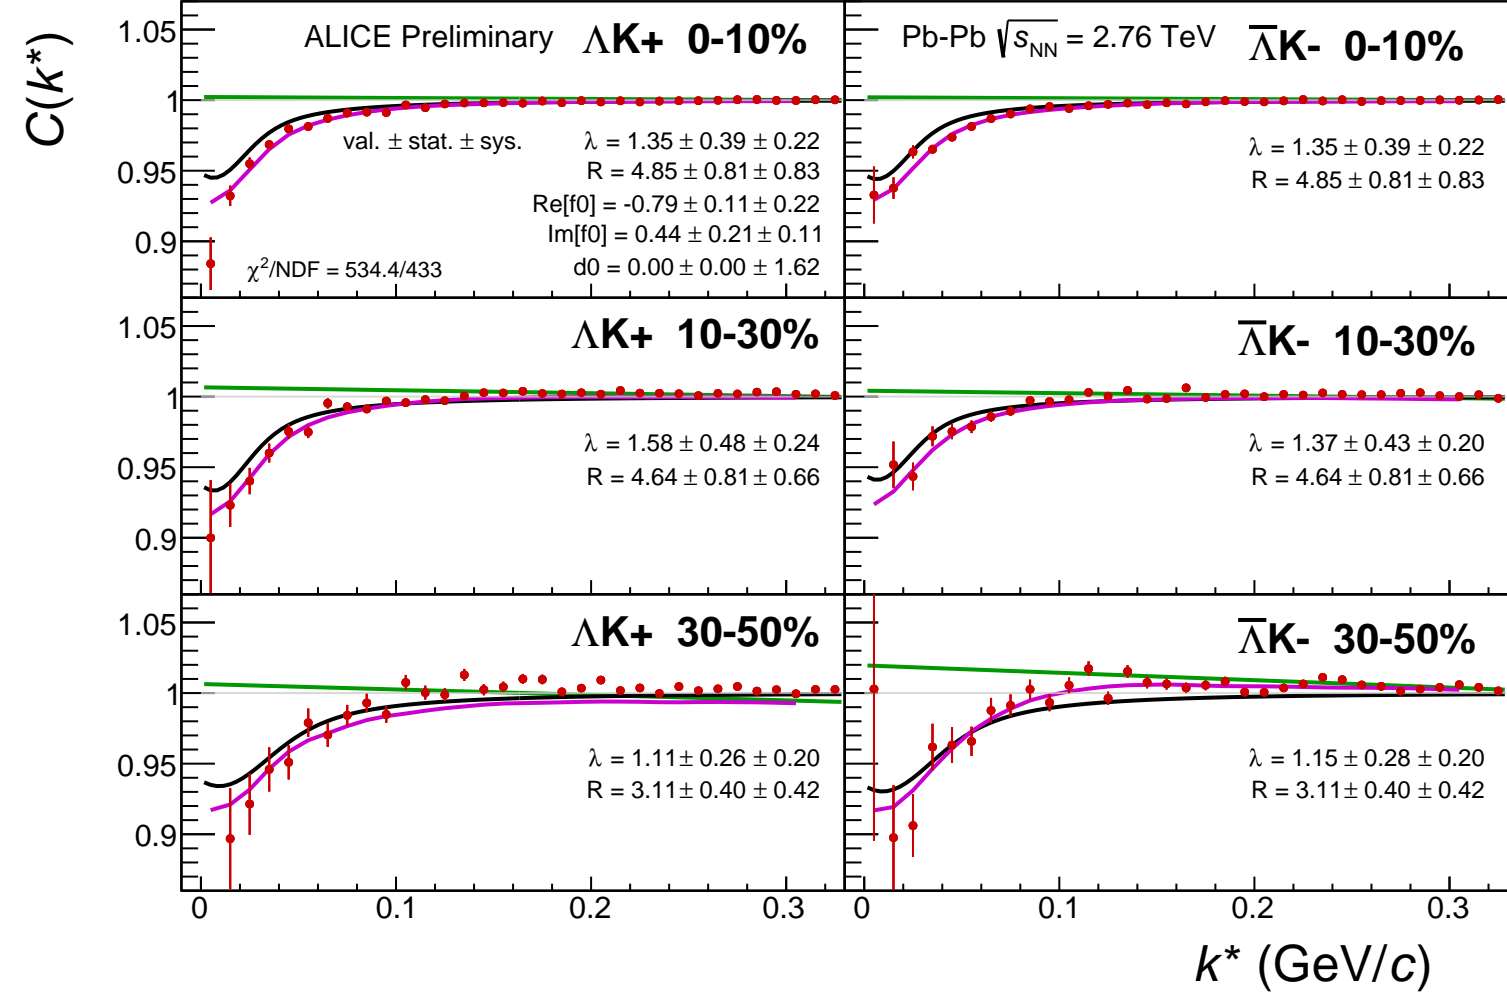 C(k*)
ALICE Preliminary ΛK+ 0-10%
1.05
1
0.95
0.9
val. ± stat. ± sys.
λ = 1.35 ± 0.39 ± 0.22
R = 4.85 ± 0.81 ± 0.83
Re[f0] = -0.79 ± 0.11 ± 0.22
Im[f0] = 0.44 ± 0.21 ± 0.11
d0 = 0.00 ± 0.00 ± 1.62
χ²/NDF = 534.4/433
Pb-Pb √sNN = 2.76 TeV Λ̅K- 0-10%
λ = 1.35 ± 0.39 ± 0.22
R = 4.85 ± 0.81 ± 0.83
ΛK+ 10-30%
1.05
1
0.95
0.9
λ = 1.58 ± 0.48 ± 0.24
R = 4.64 ± 0.81 ± 0.66
Λ̅K- 10-30%
λ = 1.37 ± 0.43 ± 0.20
R = 4.64 ± 0.81 ± 0.66
ΛK+ 30-50%
1.05
1
0.95
0.9
λ = 1.11 ± 0.26 ± 0.20
R = 3.11 ± 0.40 ± 0.42
Λ̅K- 30-50%
λ = 1.15 ± 0.28 ± 0.20
R = 3.11 ± 0.40 ± 0.42
0 0.1 0.2 0.3
0 0.1 0.2 0.3
k* (GeV/c)